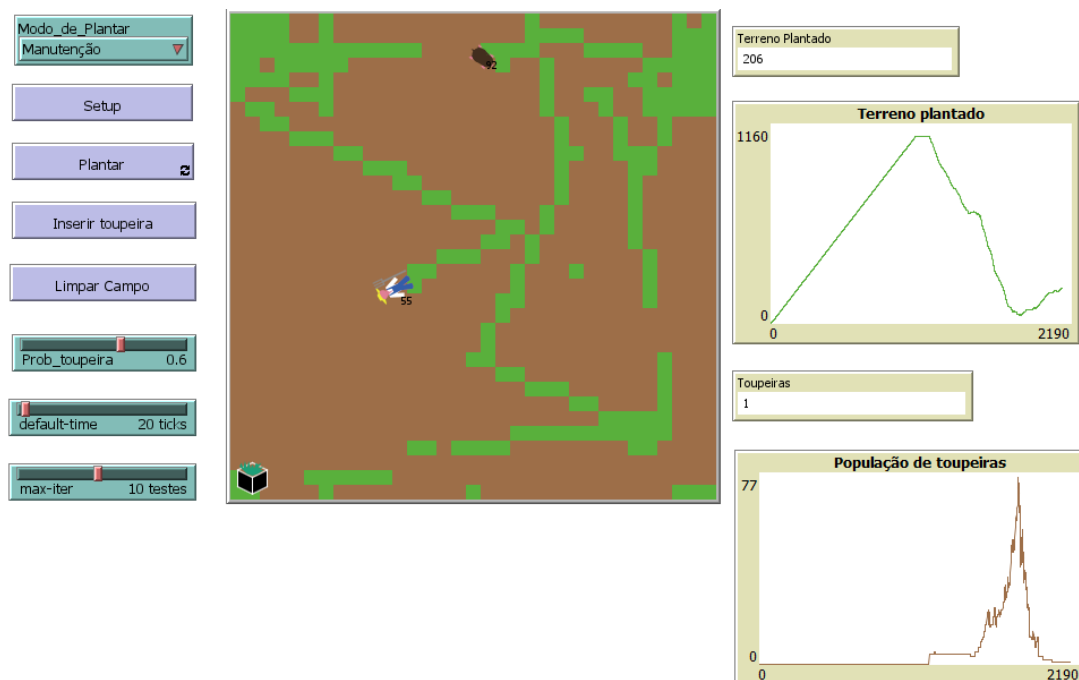 Modo_de_Plantar
Manutenção
Setup
Plantar
Inserir toupeira
Limpar Campo
Prob_toupeira 0.6
default-time 20 ticks
max-iter 10 testes
92
55
Terreno Plantado
206
Terreno plantado
1160
0
0 2190
Toupeiras
1
População de toupeiras
77
0
0 2190